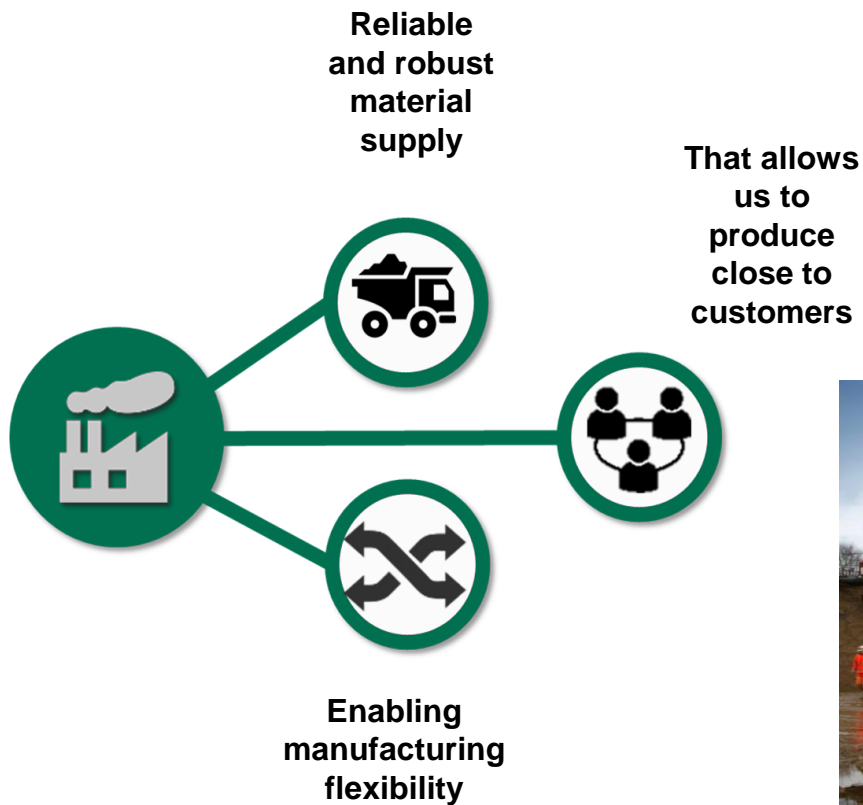 Reliable
and robust
material
supply
That allows
us to
produce
close to
customers
Enabling
manufacturing
flexibility